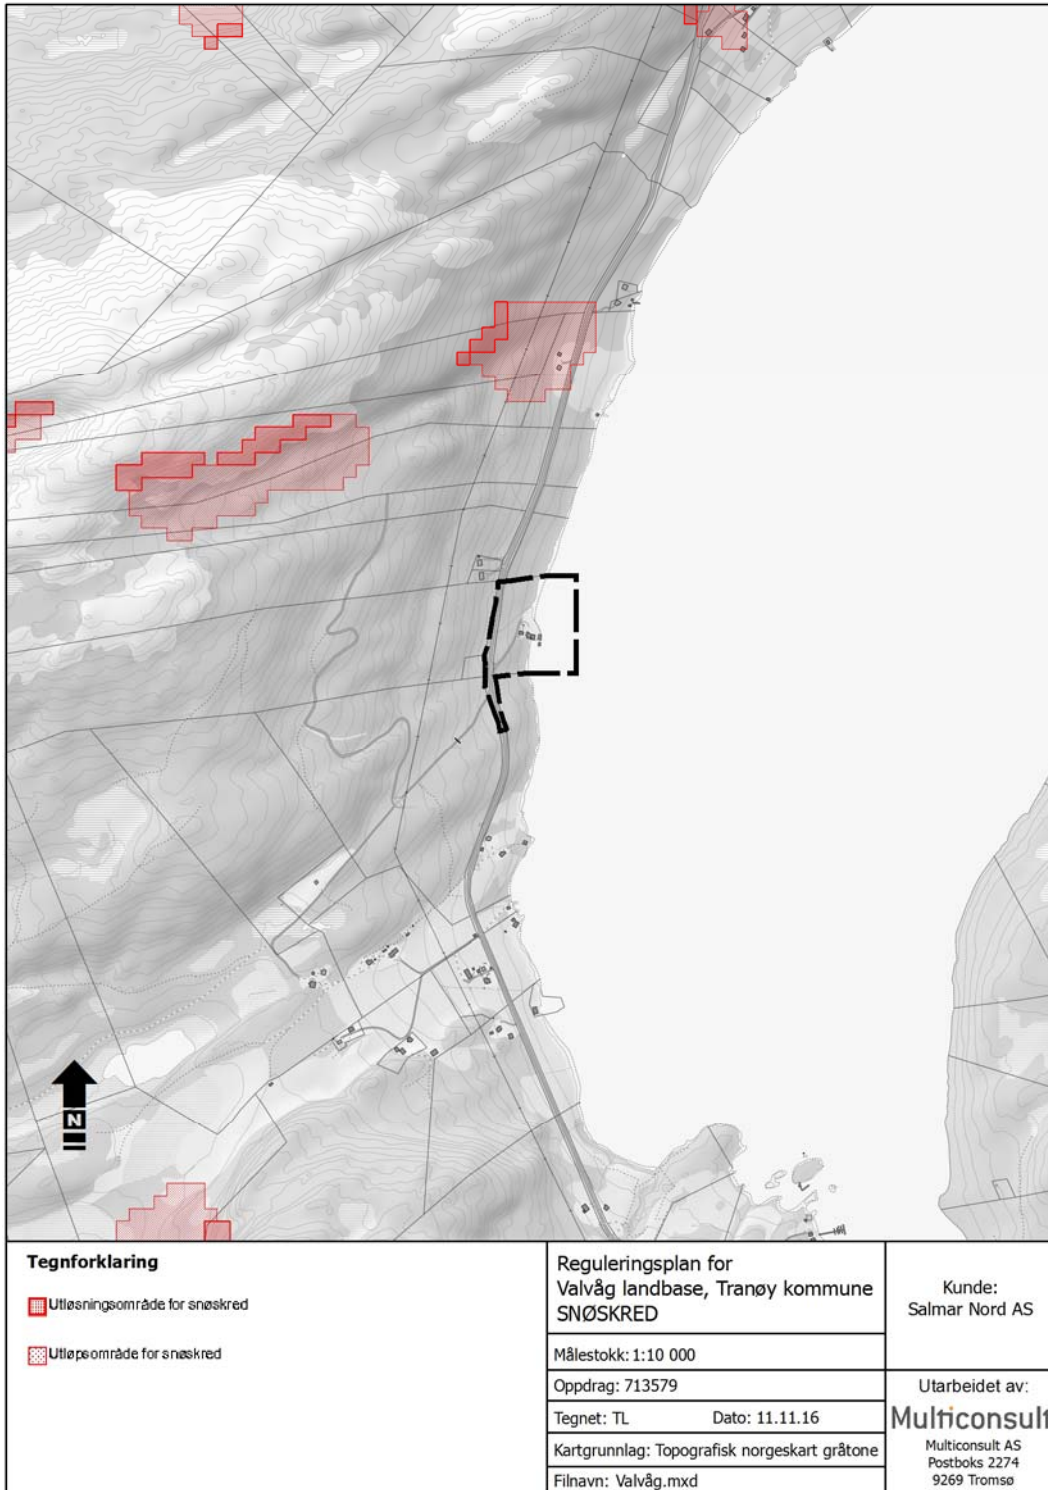 N
Tegnforklaring
Utløsningsområde for snøskred
Utløpsområde for snøskred
Reguleringsplan for
Valvåg landbase, Tranøy kommune
SNØSKRED
Målestokk: 1:10 000
Oppdrag: 713579
Tegnet: TL Dato: 11.11.16
Kartgrunnlag: Topografisk norgeskart gråtone
Filnavn: Valvåg.mxd
Kunde:
Salmar Nord AS
Utarbeidet av:
Multiconsult
Multiconsult AS
Postboks 2274
9269 Tromsø